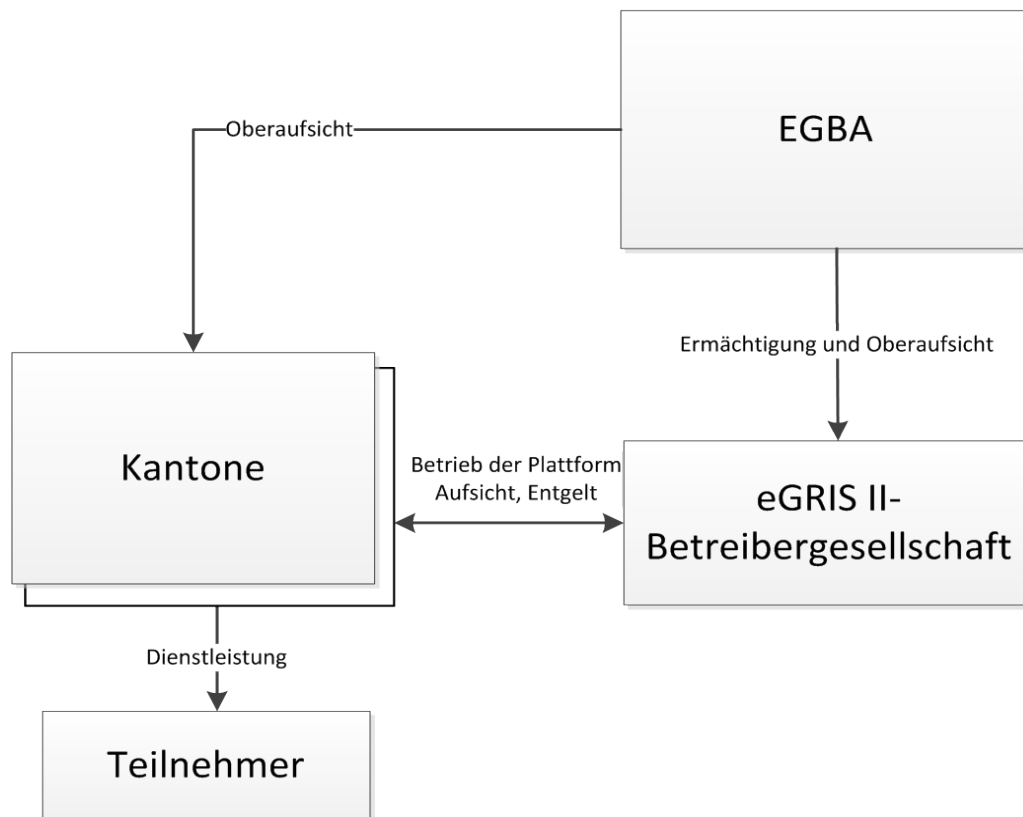 EGBA
Oberaufsicht
Ermächtigung und Oberaufsicht
Kantone
Betrieb der Plattform
Aufsicht, Entgelt
eGRIS II-
Betreibergesellschaft
Dienstleistung
Teilnehmer